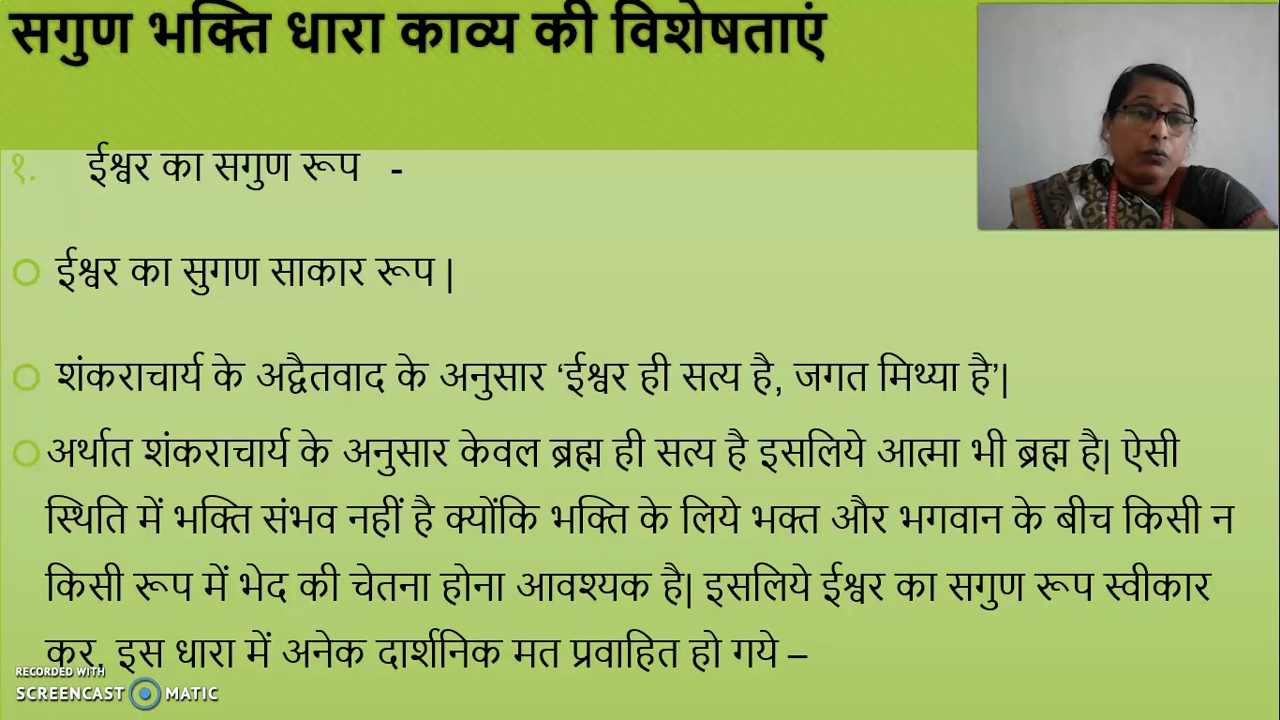 सगुण भक्ति धारा काव्य की विशेषताएं
१. ईश्वर का सगुण रूप -
ईश्वर का सुगण साकार रूप |
शंकराचार्य के अद्वैतवाद के अनुसार ‘ईश्वर ही सत्य है, जगत मिथ्या है’|
अर्थात शंकराचार्य के अनुसार केवल ब्रह्म ही सत्य है इसलिये आत्मा भी ब्रह्म है| ऐसी
स्थिति में भक्ति संभव नहीं है क्योंकि भक्ति के लिये भक्त और भगवान के बीच किसी न
किसी रूप में भेद की चेतना होना आवश्यक है| इसलिये ईश्वर का सगुण रूप स्वीकार
कर, इस धारा में अनेक दार्शनिक मत प्रवाहित हो गये –
RECORDED WITH
SCREENCAST MATIC